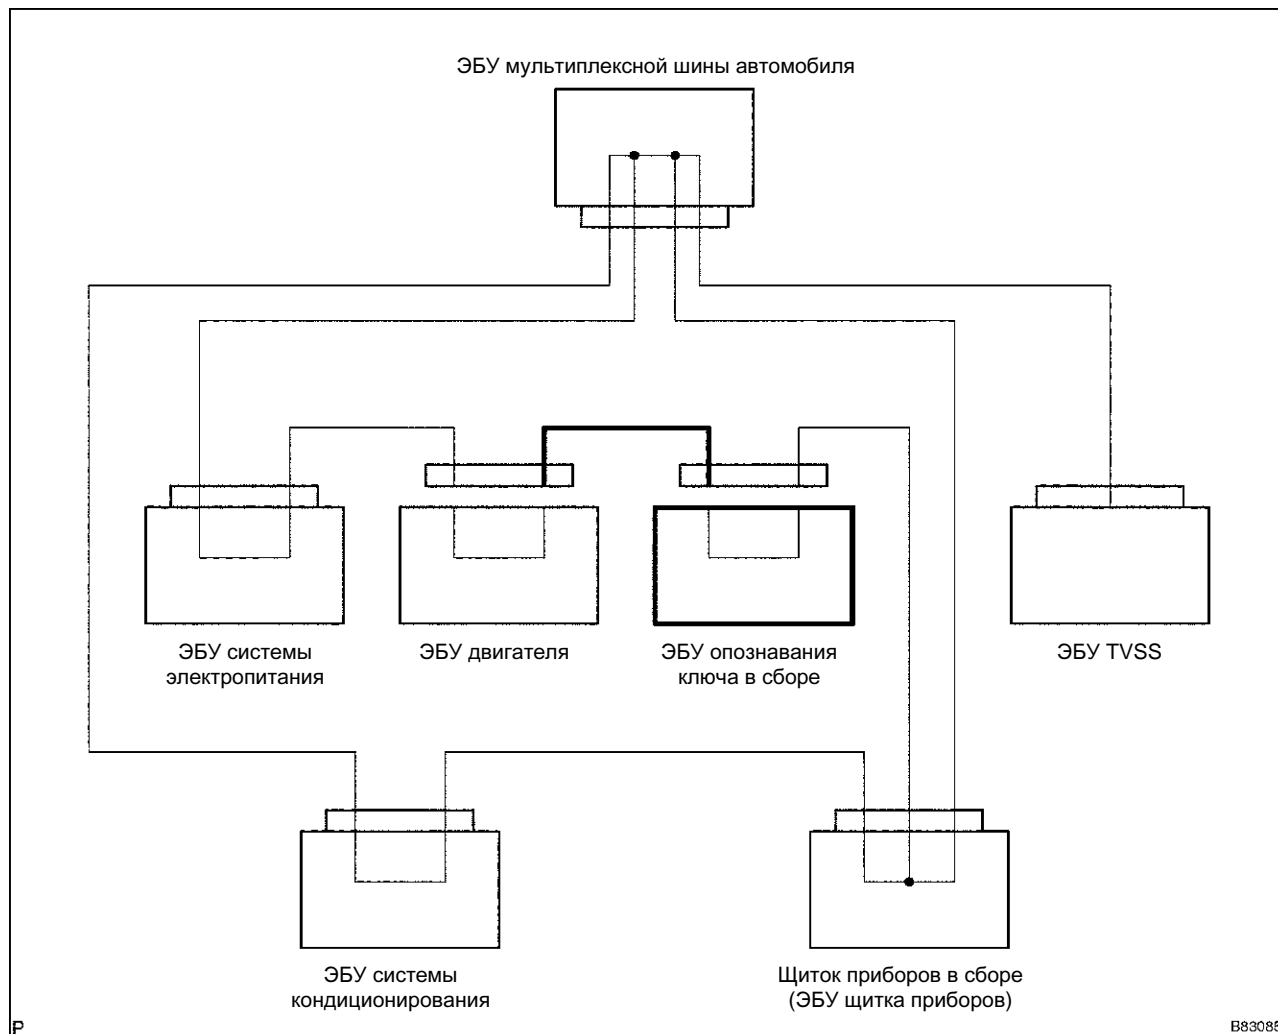 ЭБУ мультиплексной шины автомобиля
ЭБУ системы
электропитания
ЭБУ двигателя
ЭБУ опознавания
ключа в сборе
ЭБУ TVSS
ЭБУ системы
кондиционирования
Щиток приборов в сборе
(ЭБУ щитка приборов)
P